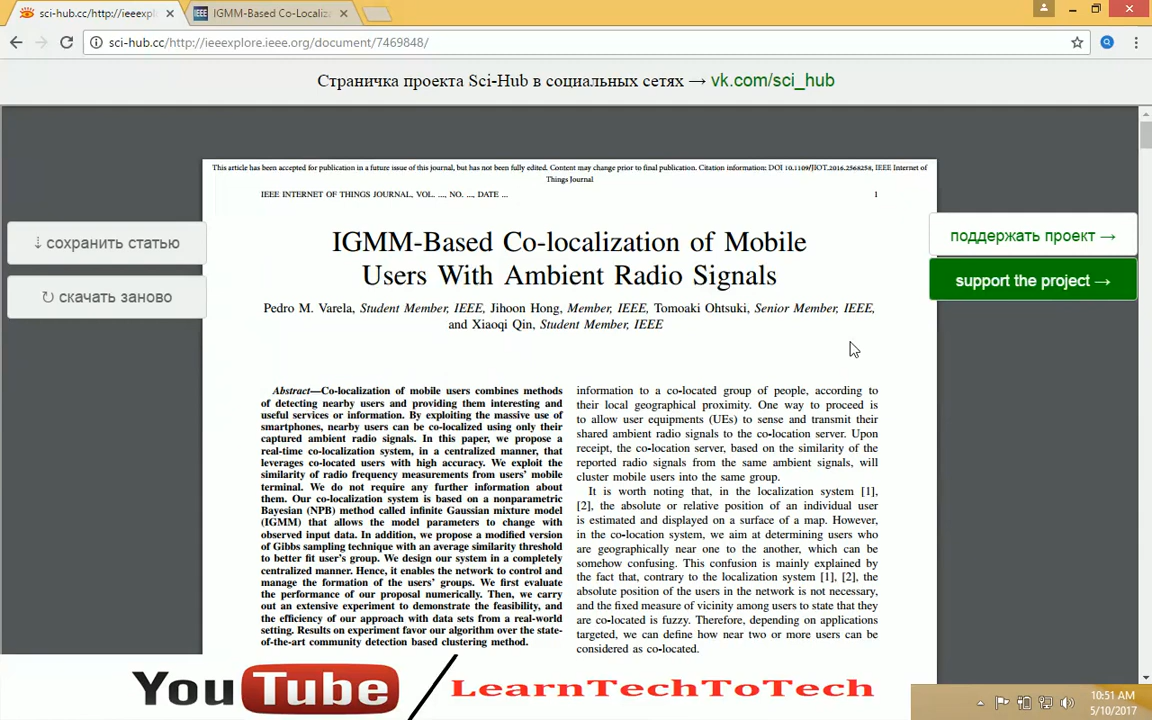 sci-hub.cc/http://ieeexpl
IGMM-Based Co-Localiza
sci-hub.cc/http://ieeexplore.ieee.org/document/7469848/
Страничка проекта Sci-Hub в социальных сетях → vk.com/sci_hub
This article has been accepted for publication in a future issue of this journal, but has not been fully edited. Content may change prior to final publication. Citation information: DOI 10.1109/JIOT.2016.2568258, IEEE Internet of
Things Journal
IEEE INTERNET OF THINGS JOURNAL, VOL. ..., NO. ..., DATE ...
1
↓ сохранить статью
↻ скачать заново
поддержать проект →
support the project →
IGMM-Based Co-localization of Mobile
Users With Ambient Radio Signals
Pedro M. Varela, Student Member, IEEE, Jihoon Hong, Member, IEEE, Tomoaki Ohtsuki, Senior Member, IEEE,
and Xiaoqi Qin, Student Member, IEEE
Abstract—Co-localization of mobile users combines methods
of detecting nearby users and providing them interesting and
useful services or information. By exploiting the massive use of
smartphones, nearby users can be co-localized using only their
captured ambient radio signals. In this paper, we propose a
real-time co-localization system, in a centralized manner, that
leverages co-located users with high accuracy. We exploit the
similarity of radio frequency measurements from users' mobile
terminal. We do not require any further information about
them. Our co-localization system is based on a nonparametric
Bayesian (NPB) method called infinite Gaussian mixture model
(IGMM) that allows the model parameters to change with
observed input data. In addition, we propose a modified version
of Gibbs sampling technique with an average similarity threshold
to better fit user's group. We design our system in a completely
centralized manner. Hence, it enables the network to control and
manage the formation of the users' groups. We first evaluate
the performance of our proposal numerically. Then, we carry
out an extensive experiment to demonstrate the feasibility, and
the efficiency of our approach with data sets from a real-world
setting. Results on experiment favor our algorithm over the state-
of-the-art community detection based clustering method.
information to a co-located group of people, according to
their local geographical proximity. One way to proceed is
to allow user equipments (UEs) to sense and transmit their
shared ambient radio signals to the co-location server. Upon
receipt, the co-location server, based on the similarity of the
reported radio signals from the same ambient signals, will
cluster mobile users into the same group.
It is worth noting that, in the localization system [1],
[2], the absolute or relative position of an individual user
is estimated and displayed on a surface of a map. However,
in the co-location system, we aim at determining users who
are geographically near one to the another, which can be
somehow confusing. This confusion is mainly explained by
the fact that, contrary to the localization system [1], [2], the
absolute position of the users in the network is not necessary,
and the fixed measure of vicinity among users to state that they
are co-located is fuzzy. Therefore, depending on applications
targeted, we can define how near two or more users can be
considered as co-located.
YouTube
LearnTechToTech
10:51 AM
5/10/2017